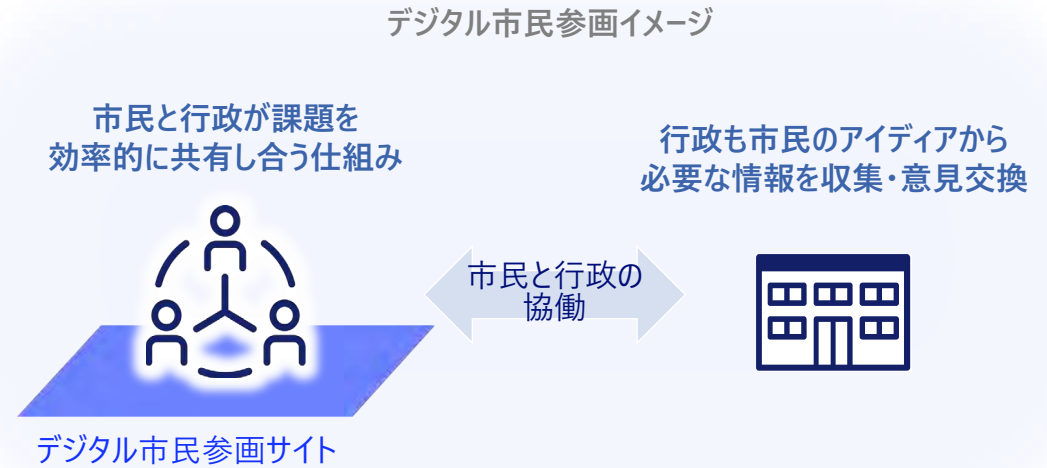 デジタル市民参画イメージ
市民と行政が課題を
効率的に共有し合う仕組み
行政も市民のアイディアから
必要な情報を収集・意見交換
市民と行政の
協働
デジタル市民参画サイト